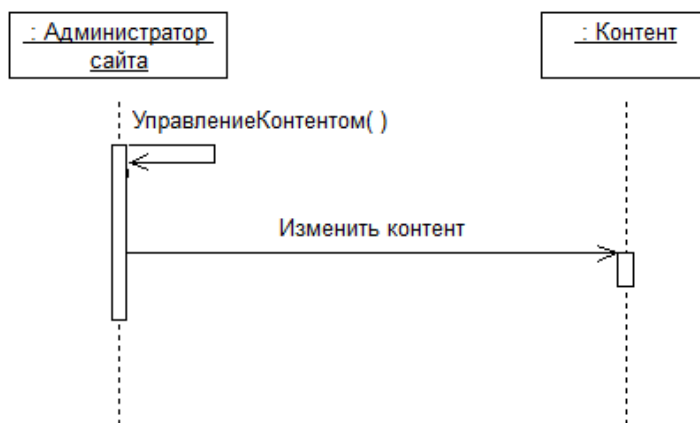 : Администратор
сайта
: Контент
УправлениеКонтентом( )
Изменить контент